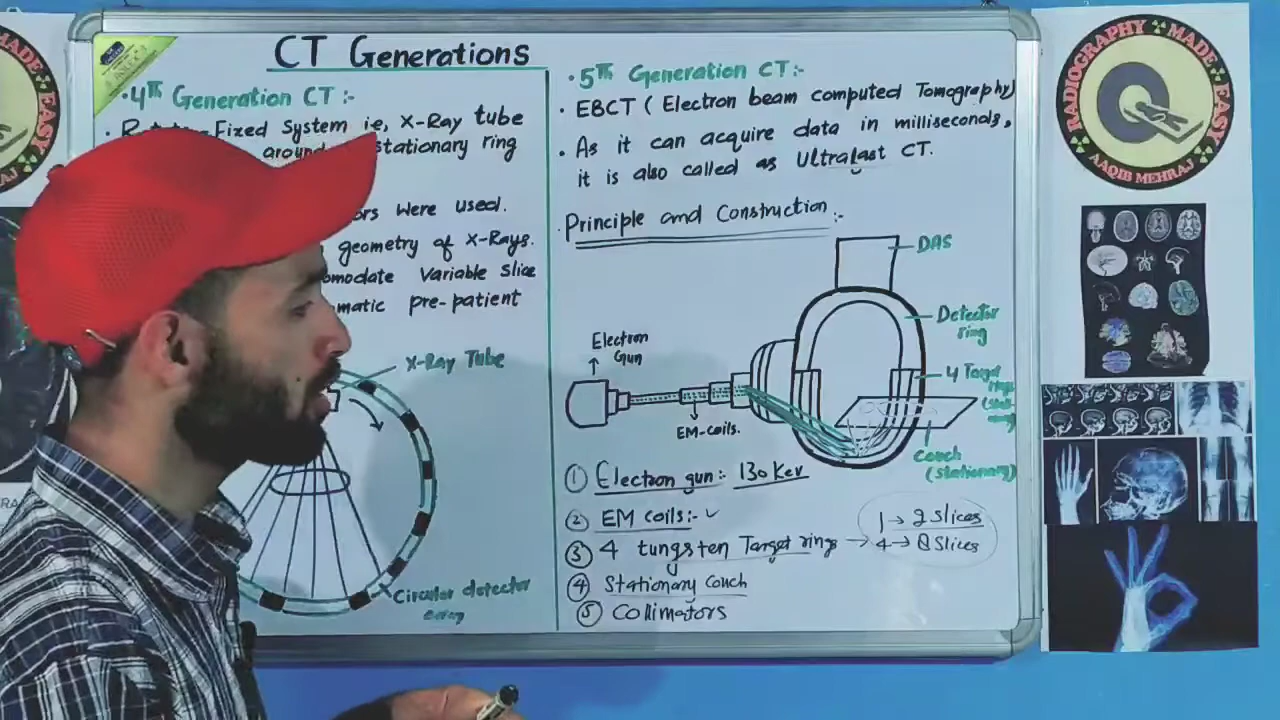 CT Generations
• 4th Generation CT :-
Fixed System ie, X-Ray tube
around stationary ring
were used.
geometry of X-Rays.
Variable Slice
pre-patient
X-Ray Tube
Circular detector
• 5th Generation CT:-
• EBCT ( Electron beam computed Tomography)
• As it can acquire data in milliseconds,
it is also called as Ultrafast CT.
Principle and Construction :-
DAS
Detector
ring
Electron
Gun
4 Target
EM-coils.
Couch
(Stationary)
① Electron gun:- 130 Kev
② EM coils:- ✓
③ 4 tungsten Target rings →
1 → 2 Slices
4 → 8 Slices
④ Stationary Couch
⑤ Collimators
RADIOGRAPHY MADE EASY
AAQIB MEHRAJ
MADE EASY